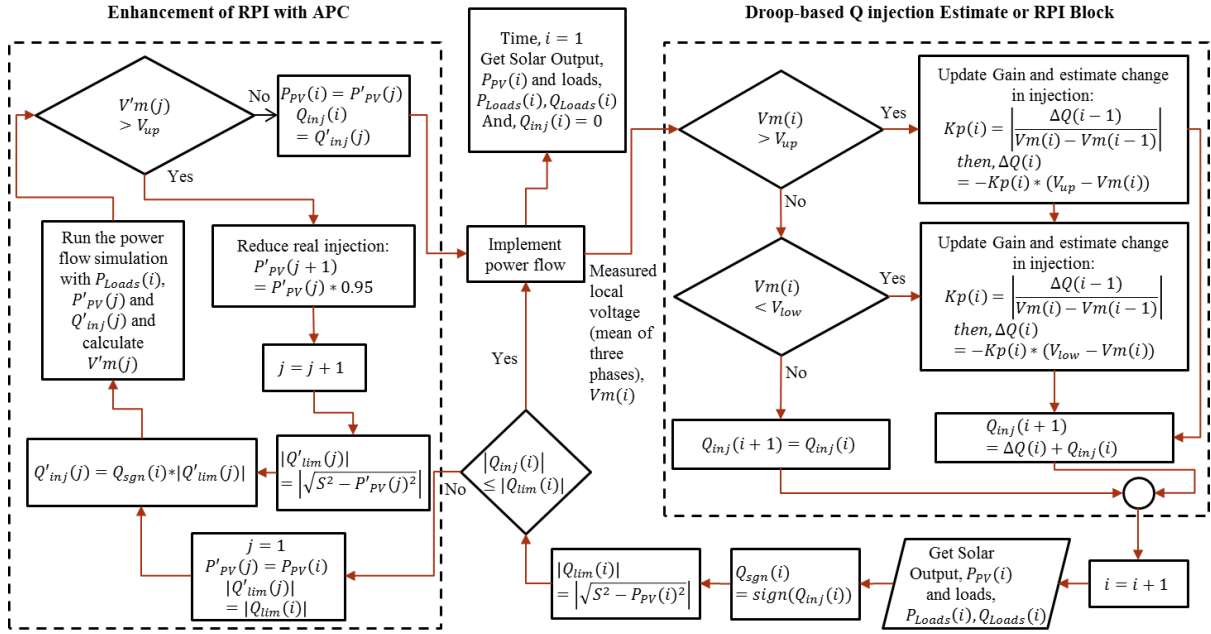 Enhancement of RPI with APC
V'm(j)
> V_up
No
Yes
P_PV(i) = P'_PV(j)
Q_inj(i)
= Q'_inj(j)
Run the power
flow simulation
with P_Loads(i),
P'_PV(j) and
Q'_inj(j) and
calculate
V'm(j)
Reduce real injection:
P'_PV(j + 1)
= P'_PV(j) * 0.95
j = j + 1
|Q'_lim(j)|
= |√(S² − P'_PV(j)²)|
Q'_inj(j) = Q_sgn(i)*|Q'_lim(j)|
j = 1
P'_PV(j) = P_PV(i)
|Q'_lim(j)|
= |Q_lim(i)|
Time, i = 1
Get Solar Output,
P_PV(i) and loads,
P_Loads(i), Q_Loads(i)
And, Q_inj(i) = 0
Implement
power flow
Measured
local
voltage
(mean of
three
phases),
Vm(i)
Yes
|Q_inj(i)|
≤ |Q_lim(i)|
No
Droop-based Q injection Estimate or RPI Block
Vm(i)
> V_up
Yes
No
Update Gain and estimate change
in injection:
Kp(i) = |ΔQ(i − 1) / (Vm(i) − Vm(i − 1))|
then, ΔQ(i)
= −Kp(i) * (V_up − Vm(i))
Vm(i)
< V_low
Yes
No
Update Gain and estimate change
in injection:
Kp(i) = |ΔQ(i − 1) / (Vm(i) − Vm(i − 1))|
then, ΔQ(i)
= −Kp(i) * (V_low − Vm(i))
Q_inj(i + 1) = Q_inj(i)
Q_inj(i + 1)
= ΔQ(i) + Q_inj(i)
i = i + 1
Get Solar
Output, P_PV(i)
and loads,
P_Loads(i), Q_Loads(i)
Q_sgn(i)
= sign(Q_inj(i))
|Q_lim(i)|
= |√(S² − P_PV(i)²)|